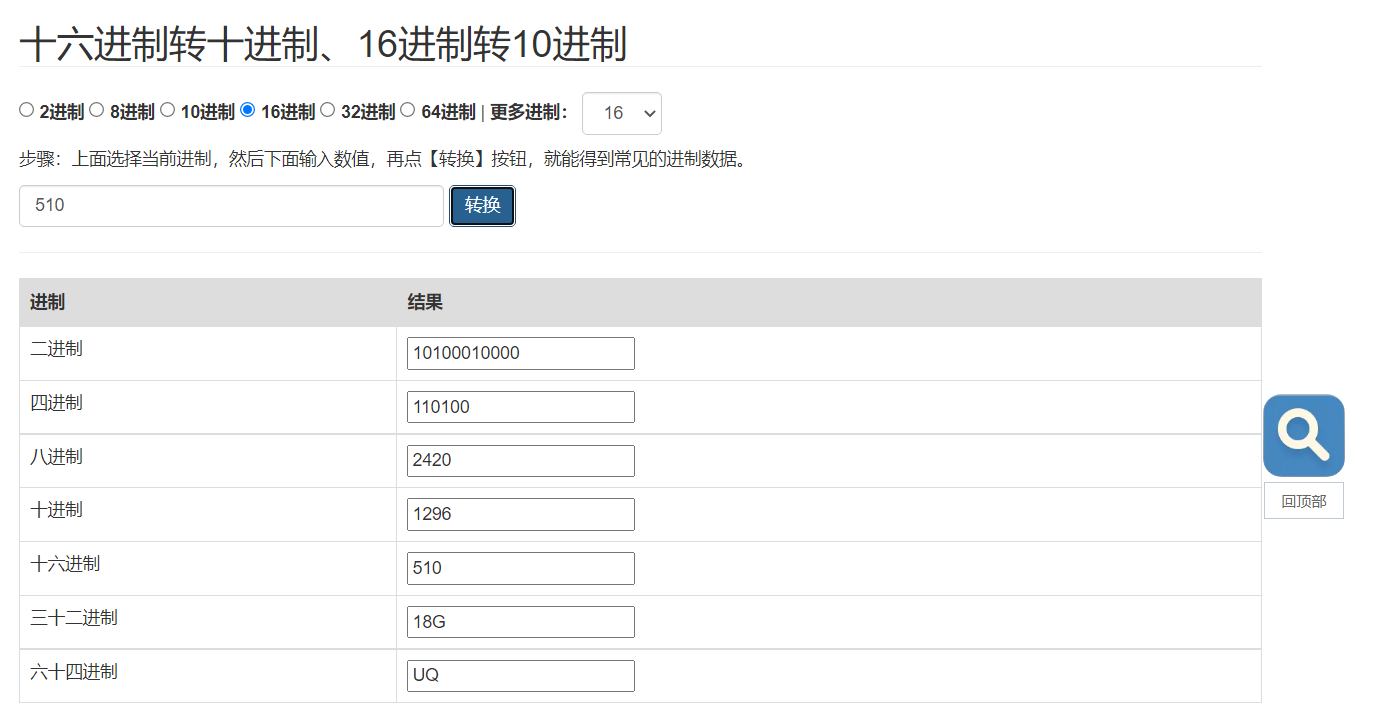 十六进制转十进制、16进制转10进制
2进制 8进制 10进制 16进制 32进制 64进制 | 更多进制： 16
步骤：上面选择当前进制，然后下面输入数值，再点【转换】按钮，就能得到常见的进制数据。
510 转换
进制 结果
二进制 10100010000
四进制 110100
八进制 2420
十进制 1296
回顶部
十六进制 510
三十二进制 18G
六十四进制 UQ